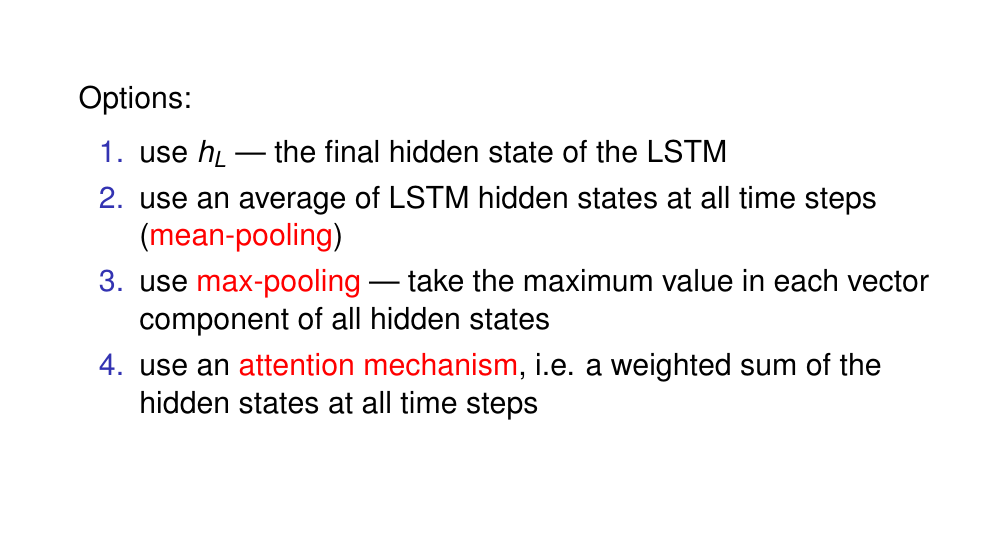 Options:
1. use h_L — the final hidden state of the LSTM
2. use an average of LSTM hidden states at all time steps
(mean-pooling)
3. use max-pooling — take the maximum value in each vector
component of all hidden states
4. use an attention mechanism, i.e. a weighted sum of the
hidden states at all time steps